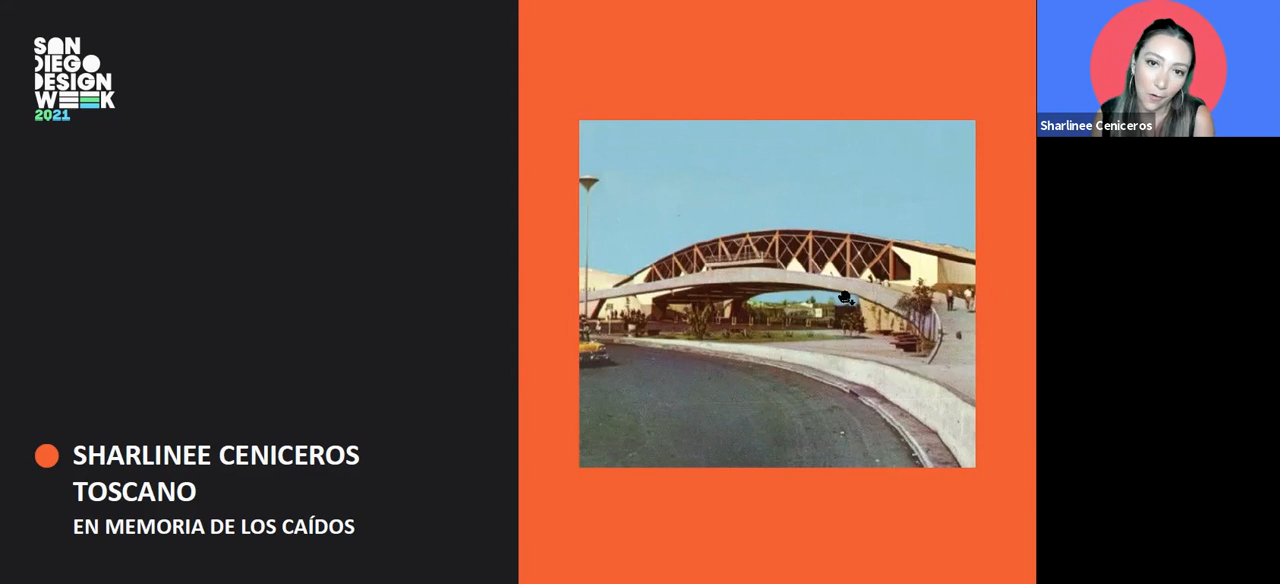 SAN
DIEGO
DESIGN
WEEK
2021
SHARLINEE CENICEROS
TOSCANO
EN MEMORIA DE LOS CAÍDOS
Sharlinee Ceniceros